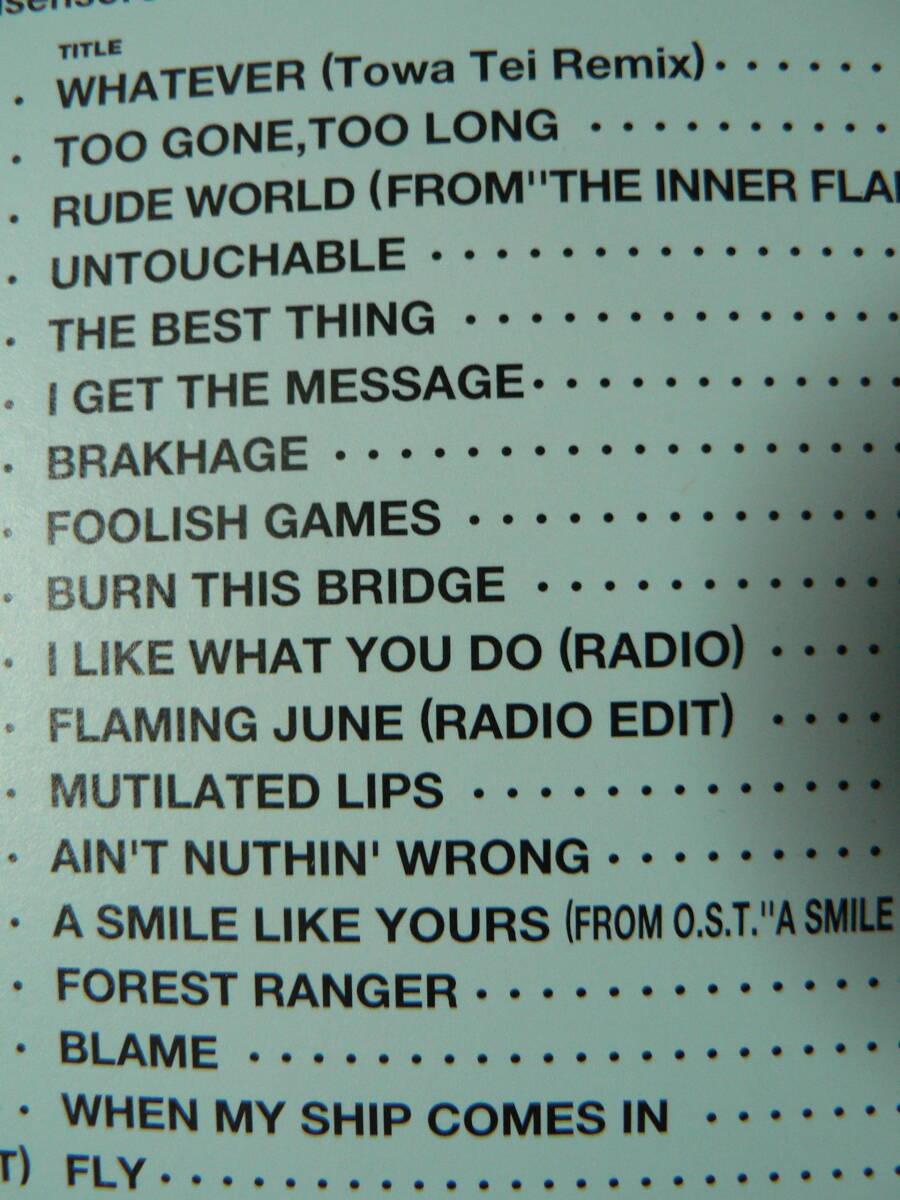 TITLE
· WHATEVER (Towa Tei Remix)· · · · · ·
· TOO GONE,TOO LONG · · · · · · · · · ·
· RUDE WORLD (FROM"THE INNER
· UNTOUCHABLE · · · · · · · · · · · · · · ·
· THE BEST THING · · · · · · · · · · · · · ·
· I GET THE MESSAGE· · · · · · · · · · · ·
· BRAKHAGE · · · · · · · · · · · · · · · · · ·
· FOOLISH GAMES · · · · · · · · · · · · · ·
· BURN THIS BRIDGE · · · · · · · · · · · ·
· I LIKE WHAT YOU DO (RADIO) · · · · ·
· FLAMING JUNE (RADIO EDIT) · · · ·
· MUTILATED LIPS · · · · · · · · · · · · ·
· AIN'T NUTHIN' WRONG· · · · · · · · ·
· A SMILE LIKE YOURS (FROM O.S.T."A SMILE
· FOREST RANGER· · · · · · · · · · · · ·
· BLAME · · · · · · · · · · · · · · · · · · · · ·
· · WHEN MY SHIP COMES IN · · · · · · ·
T) FLY· · · · · · · · · · · · · · · · · · · · · · ·